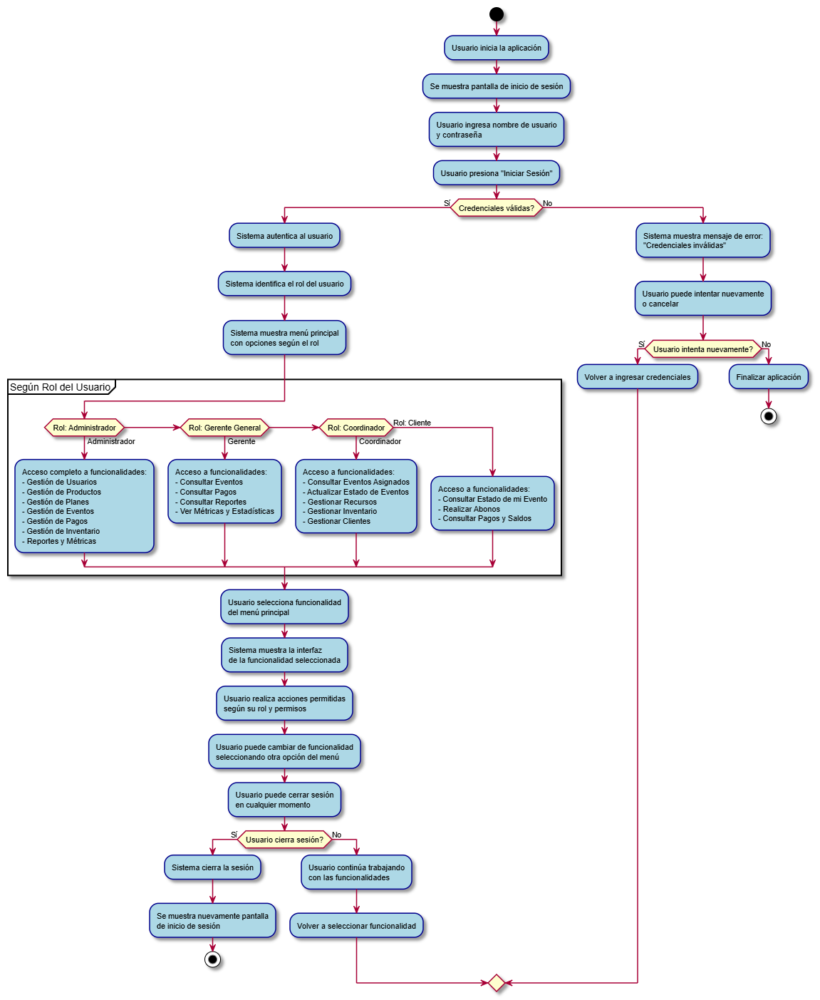 Usuario inicia la aplicación
Se muestra pantalla de inicio de sesión
Usuario ingresa nombre de usuario
y contraseña
Usuario presiona "Iniciar Sesión"
Credenciales válidas?
Sí
No
Sistema autentica al usuario
Sistema identifica el rol del usuario
Sistema muestra menú principal
con opciones según el rol
Sistema muestra mensaje de error:
"Credenciales inválidas"
Usuario puede intentar nuevamente
o cancelar
Usuario intenta nuevamente?
Sí
No
Volver a ingresar credenciales
Finalizar aplicación
Según Rol del Usuario
Rol: Administrador
Administrador
Acceso completo a funcionalidades:
- Gestión de Usuarios
- Gestión de Productos
- Gestión de Planes
- Gestión de Eventos
- Gestión de Pagos
- Gestión de Inventario
- Reportes y Métricas
Rol: Gerente General
Gerente
Acceso a funcionalidades:
- Consultar Eventos
- Consultar Pagos
- Consultar Reportes
- Ver Métricas y Estadísticas
Rol: Coordinador
Coordinador
Acceso a funcionalidades:
- Consultar Eventos Asignados
- Actualizar Estado de Eventos
- Gestionar Recursos
- Gestionar Inventario
- Gestionar Clientes
Rol: Cliente
Acceso a funcionalidades:
- Consultar Estado de mi Evento
- Realizar Abonos
- Consultar Pagos y Saldos
Usuario selecciona funcionalidad
del menú principal
Sistema muestra la interfaz
de la funcionalidad seleccionada
Usuario realiza acciones permitidas
según su rol y permisos
Usuario puede cambiar de funcionalidad
seleccionando otra opción del menú
Usuario puede cerrar sesión
en cualquier momento
Usuario cierra sesión?
Sí
No
Sistema cierra la sesión
Se muestra nuevamente pantalla
de inicio de sesión
Usuario continúa trabajando
con las funcionalidades
Volver a seleccionar funcionalidad